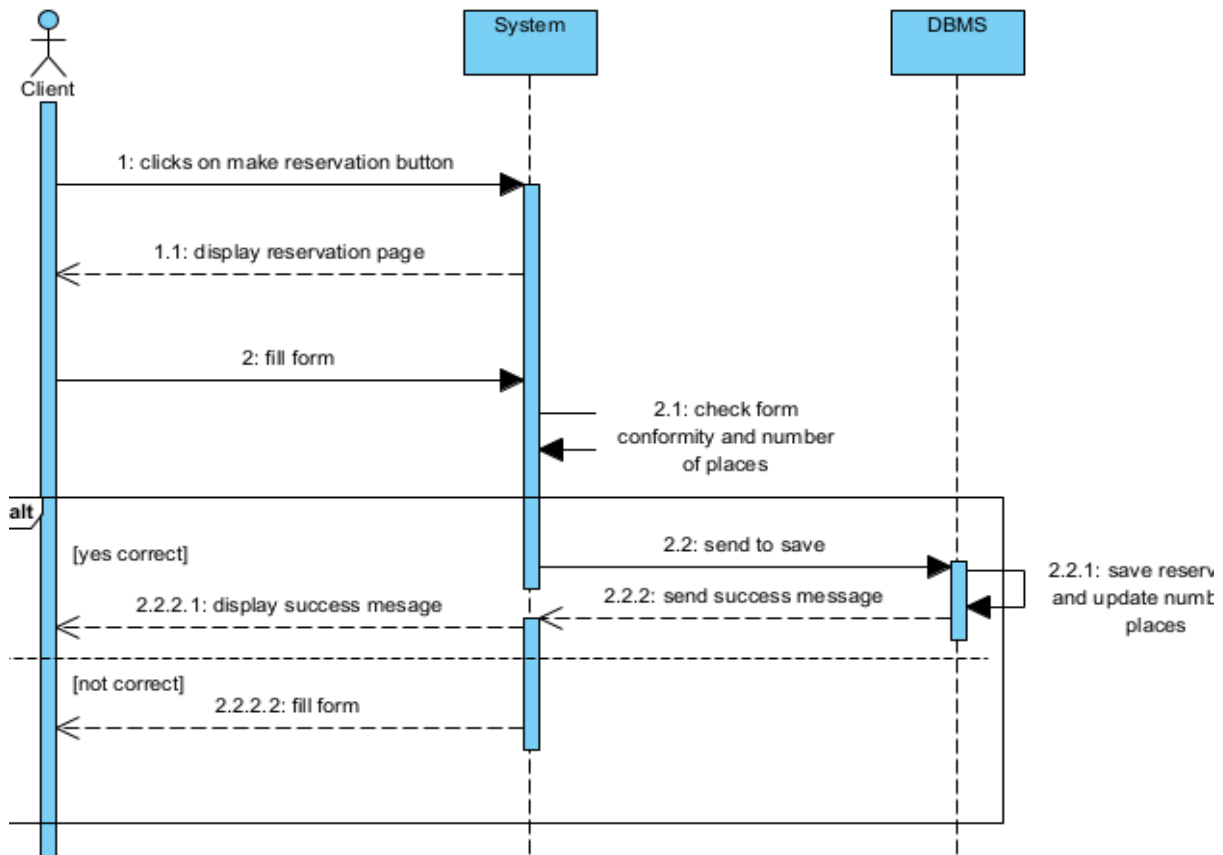 System
DBMS
Client
1: clicks on make reservation button
1.1: display reservation page
2: fill form
2.1: check form
conformity and number
of places
alt
[yes correct]
2.2: send to save
2.2.1: save reserv
and update numb
places
2.2.2: send success message
2.2.2.1: display success mesage
[not correct]
2.2.2.2: fill form